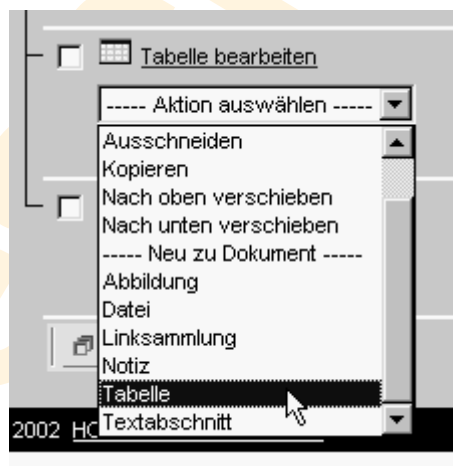 Tabelle bearbeiten
----- Aktion auswählen -----
Ausschneiden
Kopieren
Nach oben verschieben
Nach unten verschieben
----- Neu zu Dokument -----
Abbildung
Datei
Linksammlung
Notiz
Tabelle
Textabschnitt
2002 HO